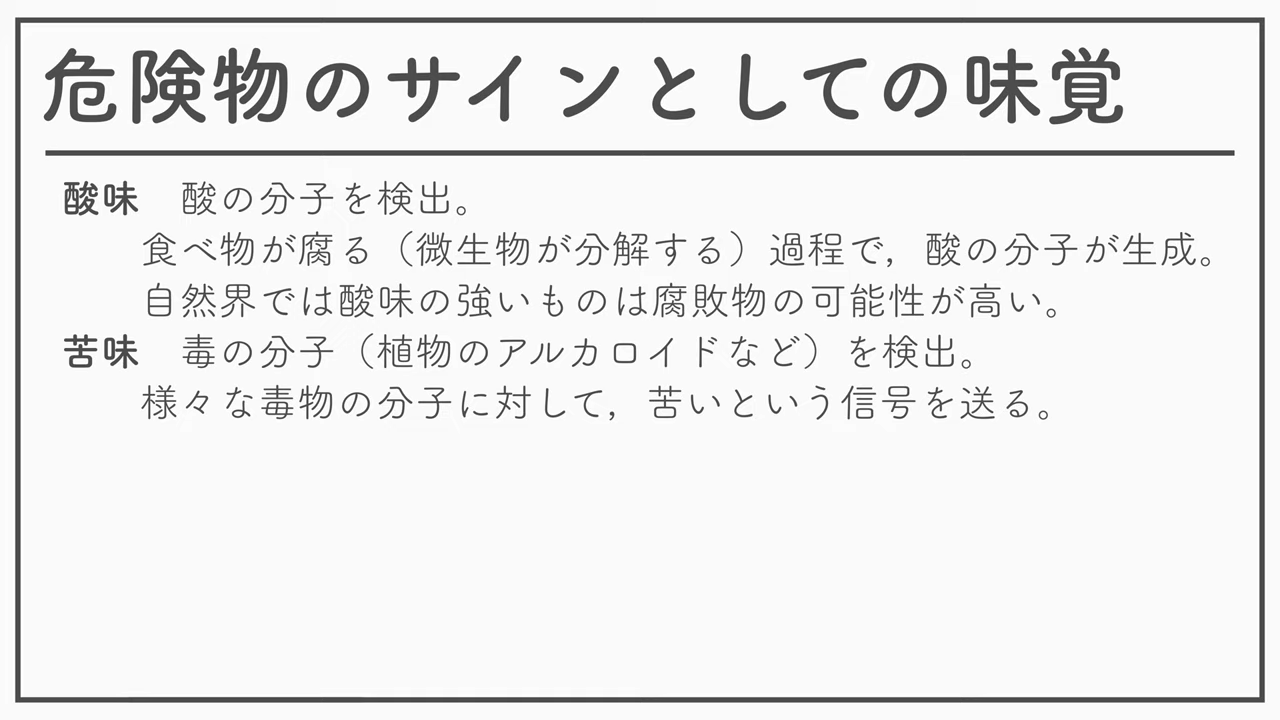 危険物のサインとしての味覚
酸味　酸の分子を検出。
食べ物が腐る（微生物が分解する）過程で，酸の分子が生成。
自然界では酸味の強いものは腐敗物の可能性が高い。
苦味　毒の分子（植物のアルカロイドなど）を検出。
様々な毒物の分子に対して，苦いという信号を送る。